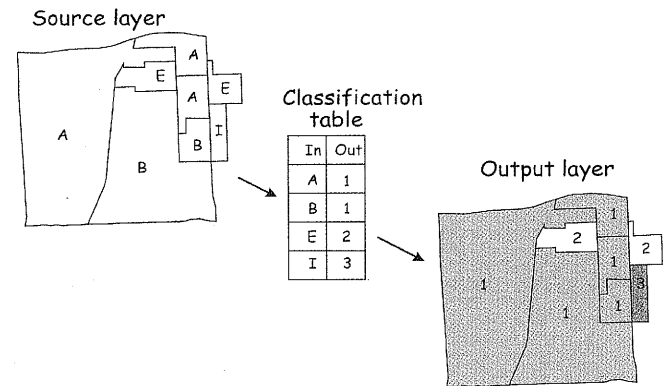 Source layer
A
E
E
A
A
I
B
B
Classification
table
In Out
A 1
B 1
E 2
I 3
Output layer
1
2
2
1
1
3
1
1